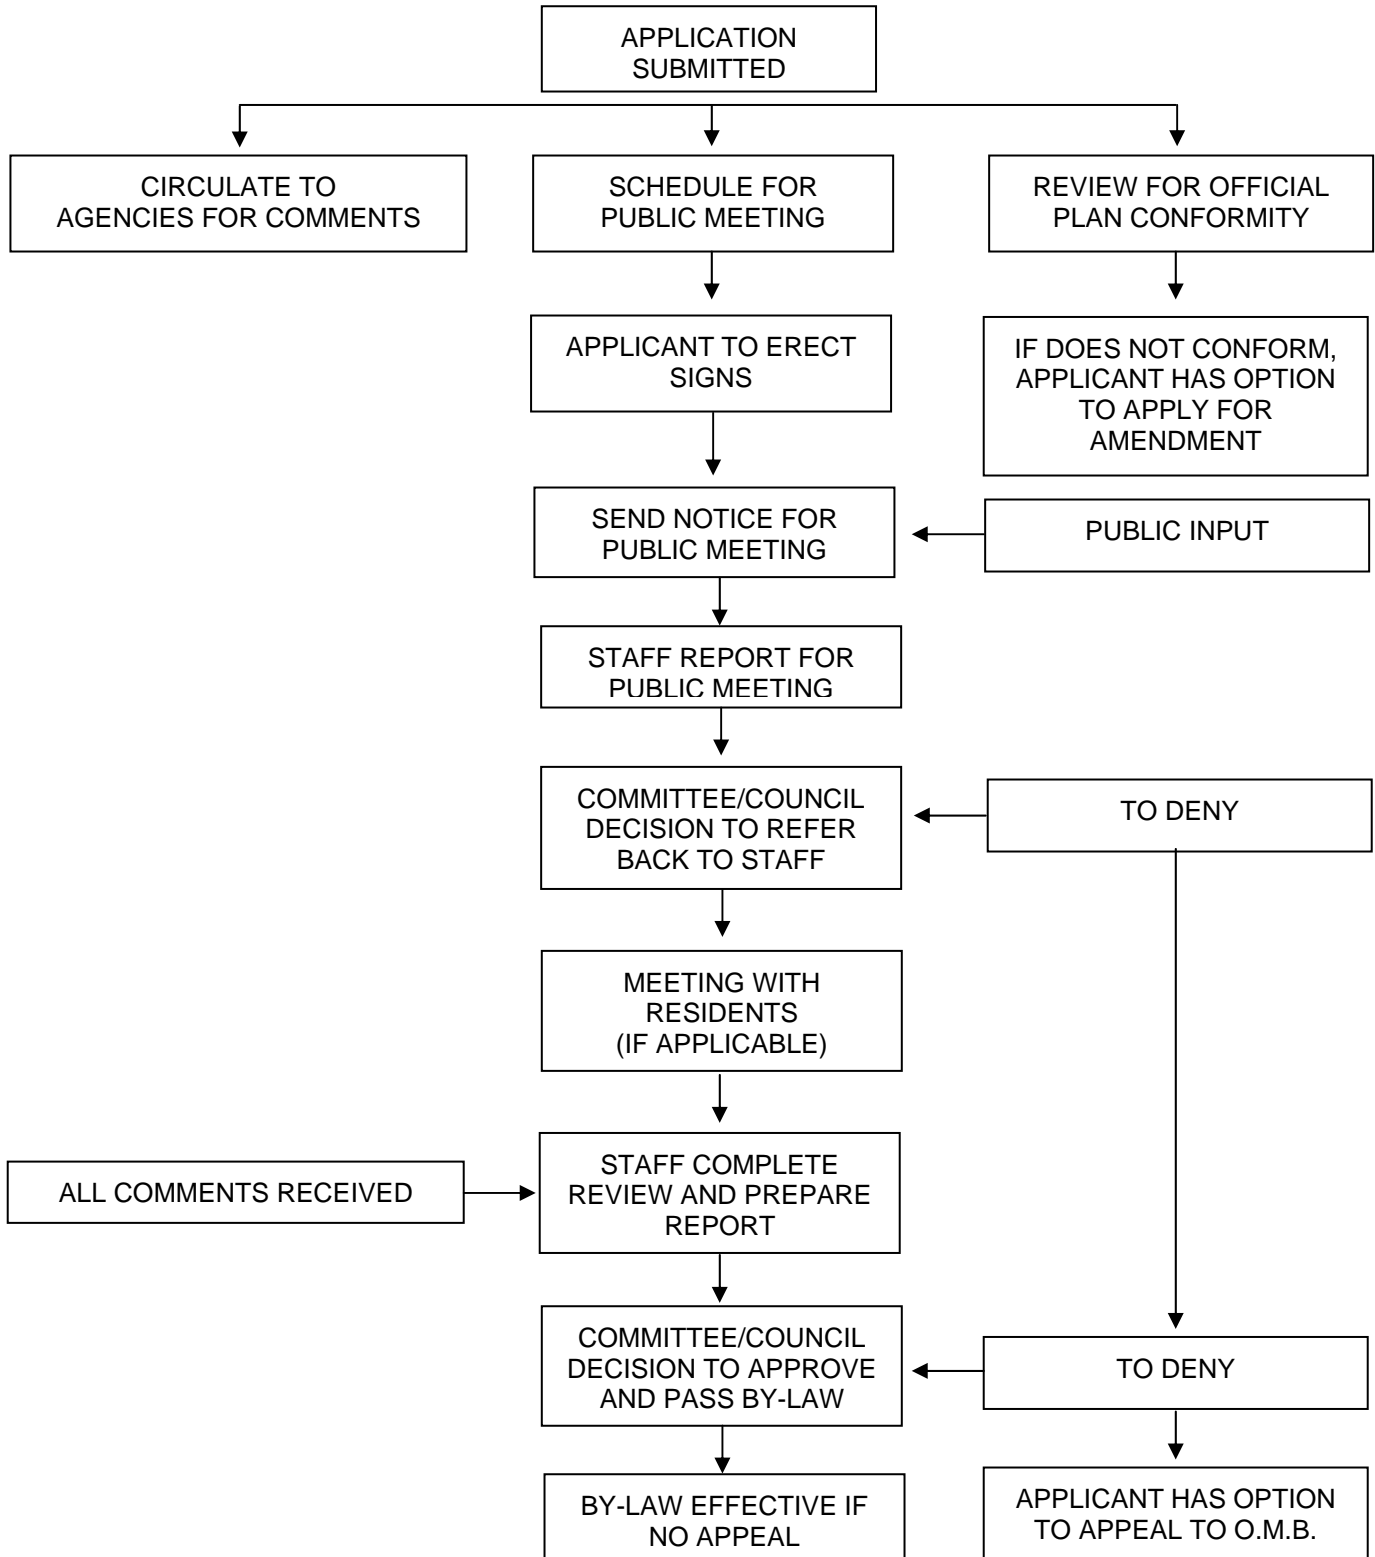 APPLICATION
SUBMITTED
CIRCULATE TO
AGENCIES FOR COMMENTS
SCHEDULE FOR
PUBLIC MEETING
REVIEW FOR OFFICIAL
PLAN CONFORMITY
APPLICANT TO ERECT
SIGNS
IF DOES NOT CONFORM,
APPLICANT HAS OPTION
TO APPLY FOR
AMENDMENT
SEND NOTICE FOR
PUBLIC MEETING
PUBLIC INPUT
STAFF REPORT FOR
PUBLIC MEETING
COMMITTEE/COUNCIL
DECISION TO REFER
BACK TO STAFF
TO DENY
MEETING WITH
RESIDENTS
(IF APPLICABLE)
ALL COMMENTS RECEIVED
STAFF COMPLETE
REVIEW AND PREPARE
REPORT
COMMITTEE/COUNCIL
DECISION TO APPROVE
AND PASS BY-LAW
TO DENY
BY-LAW EFFECTIVE IF
NO APPEAL
APPLICANT HAS OPTION
TO APPEAL TO O.M.B.